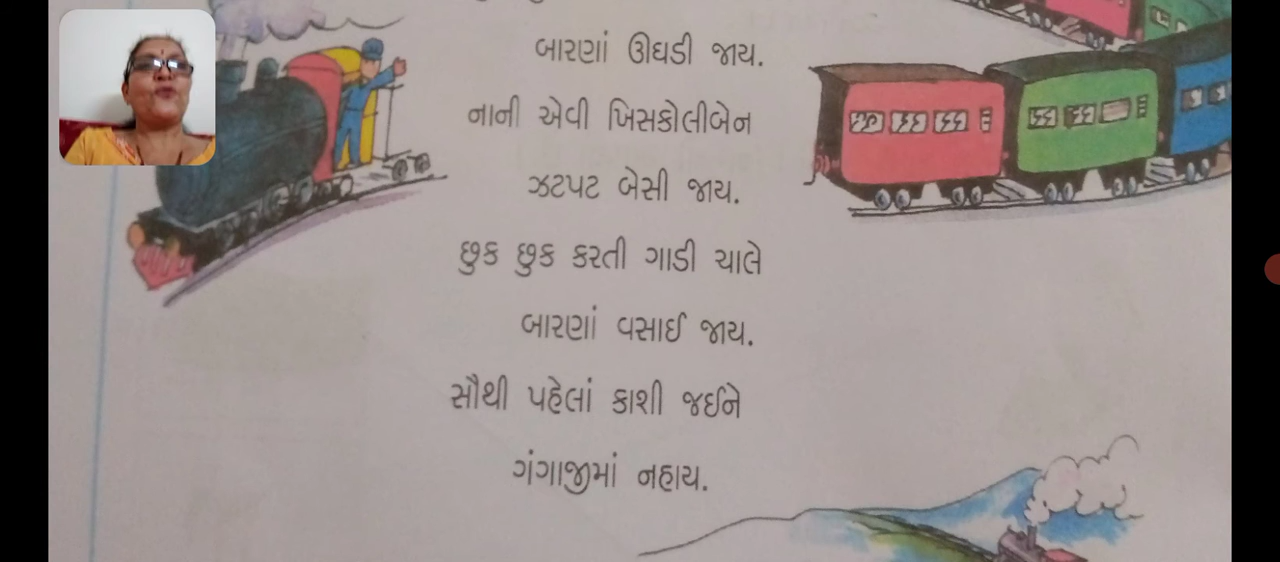 બારણાં ઊઘડી જાય.
નાની એવી ખિસકોલીબેન
ઝટપટ બેસી જાય.
છુક છુક કરતી ગાડી ચાલે
બારણાં વસાઈ જાય.
સૌથી પહેલાં કાશી જઈને
ગંગાજીમાં નહાય.